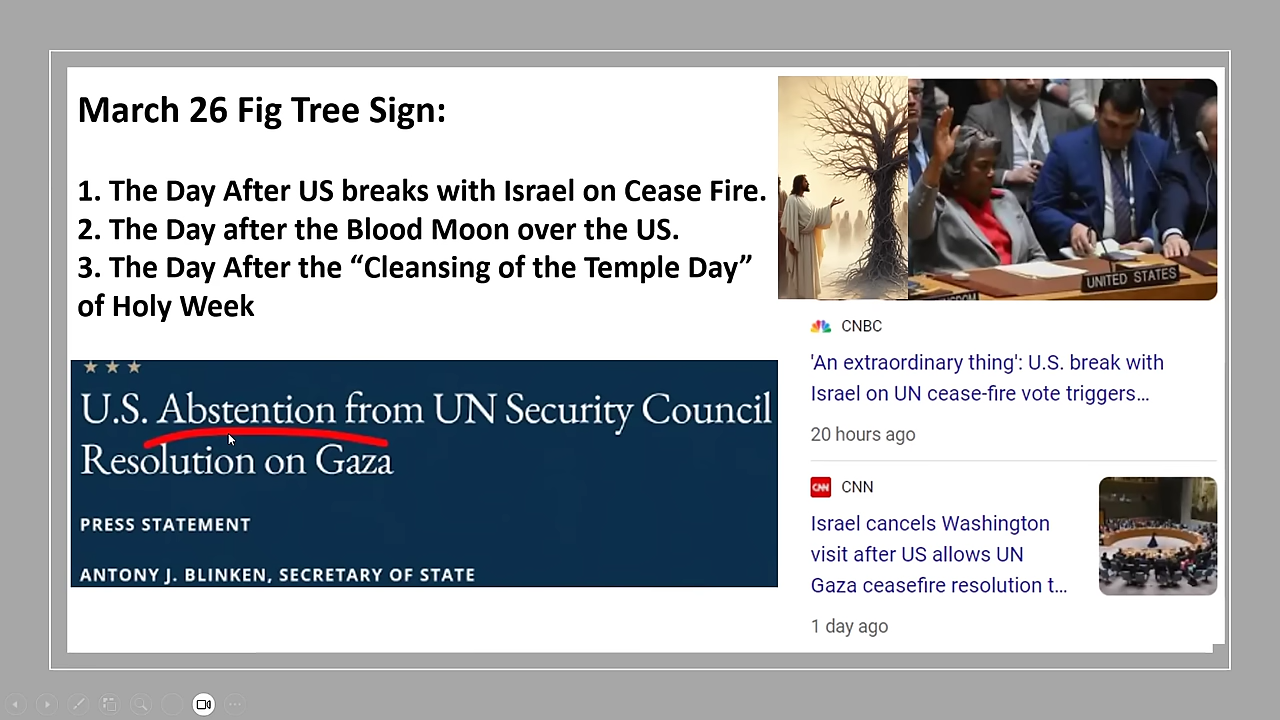 March 26 Fig Tree Sign:
1. The Day After US breaks with Israel on Cease Fire.
2. The Day after the Blood Moon over the US.
3. The Day After the “Cleansing of the Temple Day”
of Holy Week
U.S. Abstention from UN Security Council
Resolution on Gaza
PRESS STATEMENT
ANTONY J. BLINKEN, SECRETARY OF STATE
UNITED STATES
CNBC
'An extraordinary thing': U.S. break with
Israel on UN cease-fire vote triggers…
20 hours ago
CNN
CNN
Israel cancels Washington
visit after US allows UN
Gaza ceasefire resolution t…
1 day ago